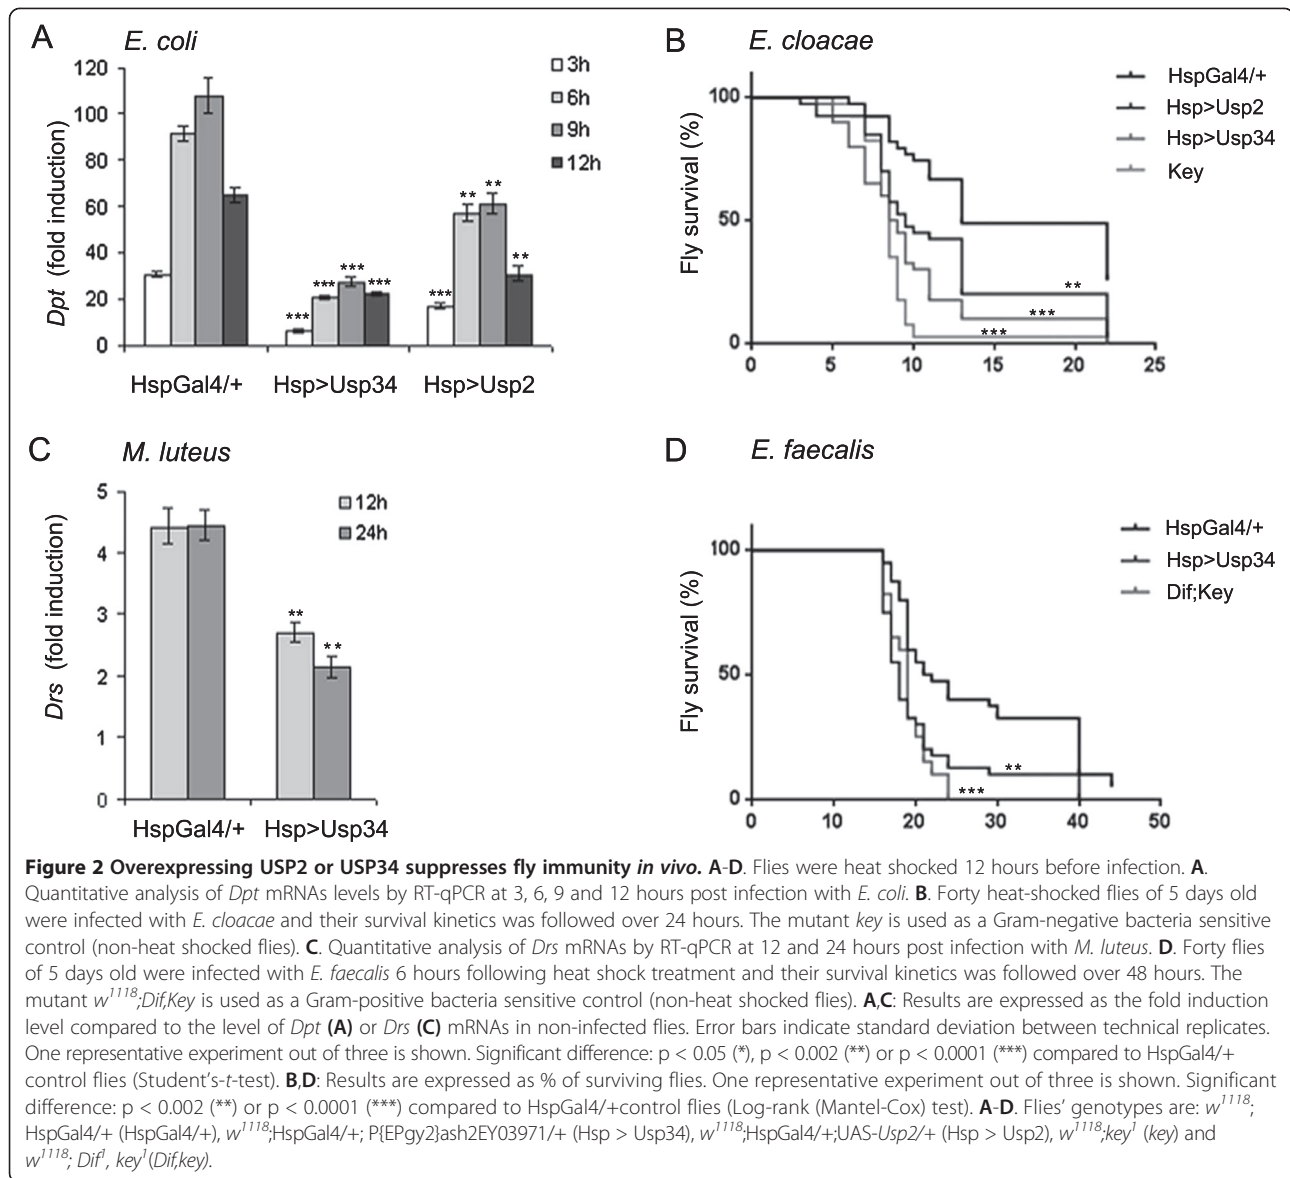 A
E. coli
Dpt (fold induction)
120
100
80
60
40
20
0
3h
6h
9h
12h
***
***
***
***
***
**
**
**
HspGal4/+
Hsp>Usp34
Hsp>Usp2
B
E. cloacae
Fly survival (%)
100
50
0
0
5
10
15
20
25
HspGal4/+
Hsp>Usp2
Hsp>Usp34
Key
**
***
***
C
M. luteus
Drs (fold induction)
5
4
3
2
1
0
12h
24h
**
**
HspGal4/+
Hsp>Usp34
D
E. faecalis
Fly survival (%)
100
50
0
0
10
20
30
40
50
HspGal4/+
Hsp>Usp34
Dif;Key
**
***
Figure 2 Overexpressing USP2 or USP34 suppresses fly immunity in vivo. A-D. Flies were heat shocked 12 hours before infection. A.
Quantitative analysis of Dpt mRNAs levels by RT-qPCR at 3, 6, 9 and 12 hours post infection with E. coli. B. Forty heat-shocked flies of 5 days old
were infected with E. cloacae and their survival kinetics was followed over 24 hours. The mutant key is used as a Gram-negative bacteria sensitive
control (non-heat shocked flies). C. Quantitative analysis of Drs mRNAs by RT-qPCR at 12 and 24 hours post infection with M. luteus. D. Forty flies
of 5 days old were infected with E. faecalis 6 hours following heat shock treatment and their survival kinetics was followed over 48 hours. The
mutant w1118;Dif,Key is used as a Gram-positive bacteria sensitive control (non-heat shocked flies). A,C: Results are expressed as the fold induction
level compared to the level of Dpt (A) or Drs (C) mRNAs in non-infected flies. Error bars indicate standard deviation between technical replicates.
One representative experiment out of three is shown. Significant difference: p < 0.05 (*), p < 0.002 (**) or p < 0.0001 (***) compared to HspGal4/+
control flies (Student's-t-test). B,D: Results are expressed as % of surviving flies. One representative experiment out of three is shown. Significant
difference: p < 0.002 (**) or p < 0.0001 (***) compared to HspGal4/+control flies (Log-rank (Mantel-Cox) test). A-D. Flies' genotypes are: w1118;
HspGal4/+ (HspGal4/+), w1118;HspGal4/+; P{EPgy2}ash2EY03971/+ (Hsp > Usp34), w1118;HspGal4/+;UAS-Usp2/+ (Hsp > Usp2), w1118;key1 (key) and
w1118; Dif1, key1(Dif,key).